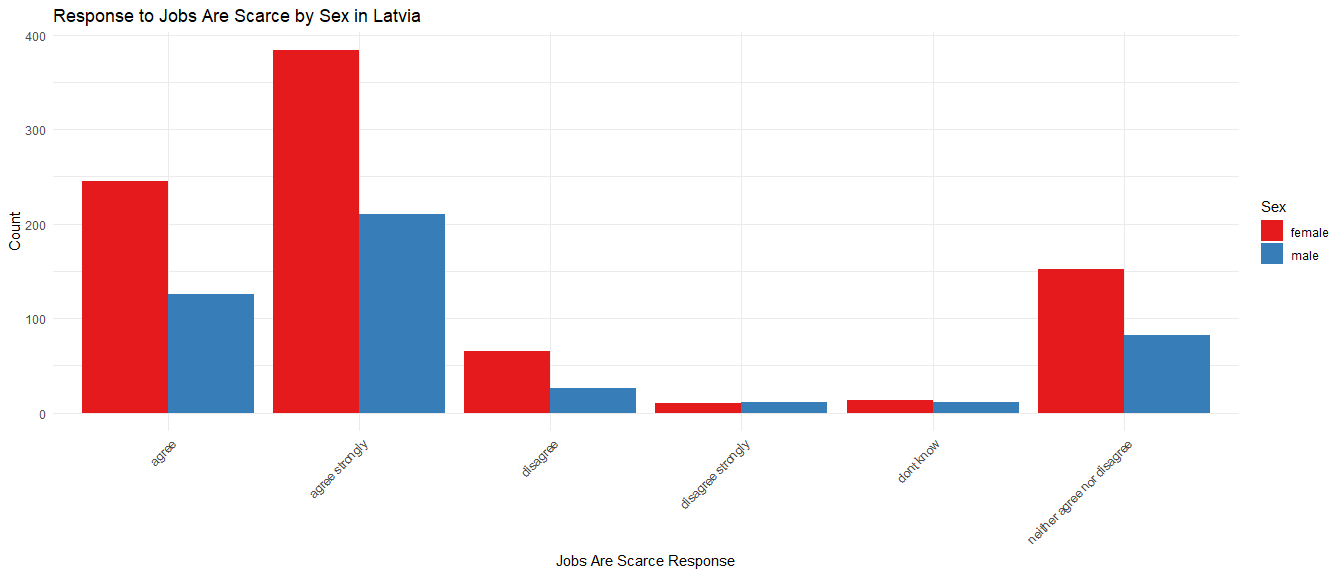 Response to Jobs Are Scarce by Sex in Latvia
400
300
200
100
0
Count
agree
agree strongly
disagree
disagree strongly
dont know
neither agree nor disagree
Jobs Are Scarce Response
Sex
female
male